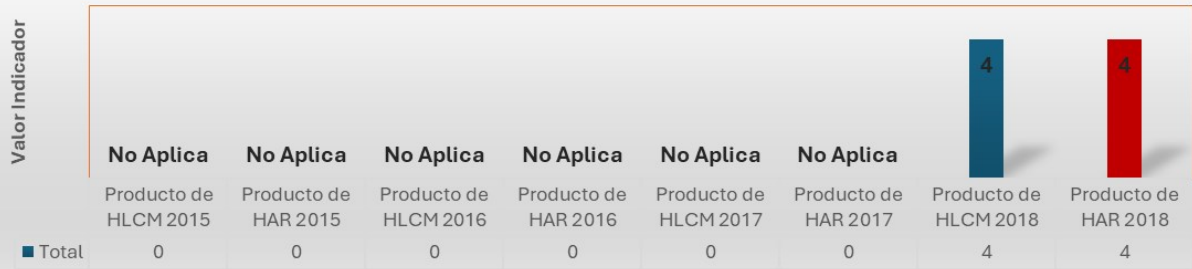 Valor Indicador
4 4
No Aplica No Aplica No Aplica No Aplica No Aplica No Aplica
Producto de Producto de Producto de Producto de Producto de Producto de Producto de Producto de
HLCM 2015 HAR 2015 HLCM 2016 HAR 2016 HLCM 2017 HAR 2017 HLCM 2018 HAR 2018
Total 0 0 0 0 0 0 4 4